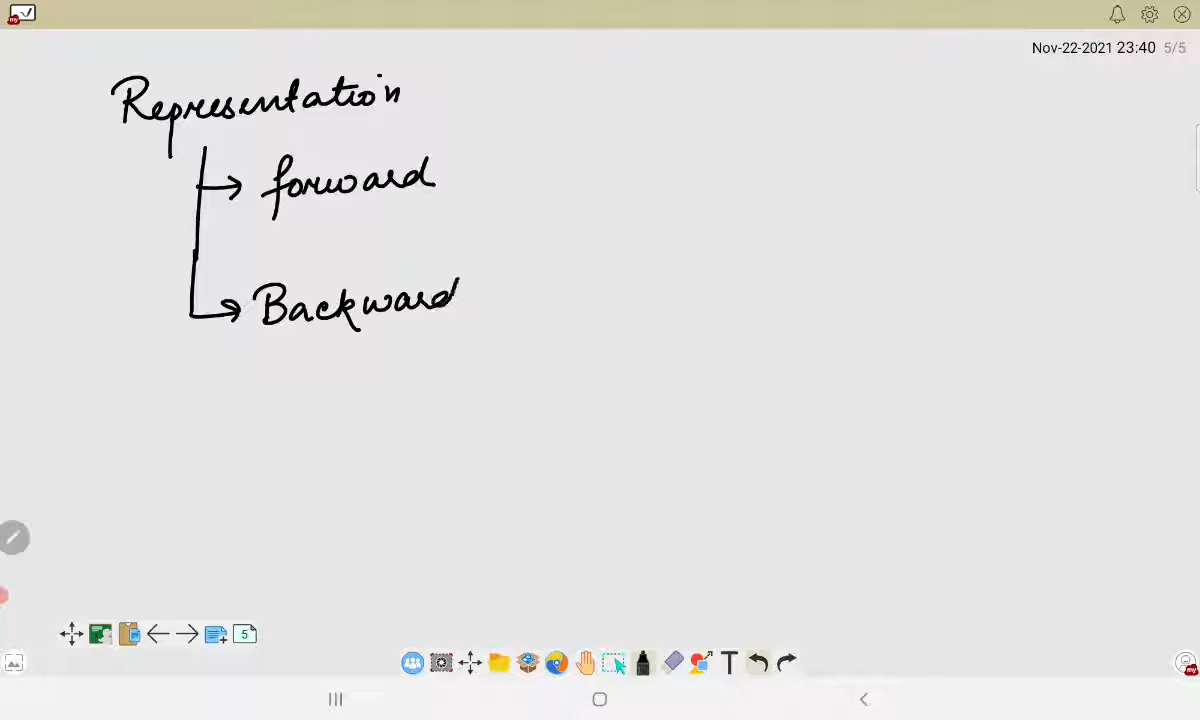 Nov-22-2021 23:40 5/5
Representation
→ forward
→ Backward
5
T